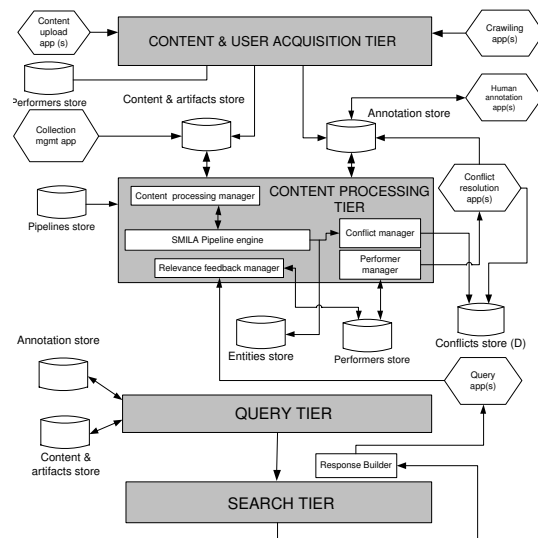 Content
upload
app (s)
CONTENT & USER ACQUISITION TIER
Crawiling
app(s)
Performers store
Content & artifacts store
Annotation store
Human
annotation
app(s)
Collection
mgmt app
Conflict
resolution
app(s)
Pipelines store
CONTENT PROCESSING
TIER
Content processing manager
SMILA Pipeline engine
Conflict manager
Relevance feedback manager
Performer
manager
Entities store
Performers store
Conflicts store (D)
Annotation store
Query
app(s)
QUERY TIER
Content &
artifacts store
Response Builder
SEARCH TIER